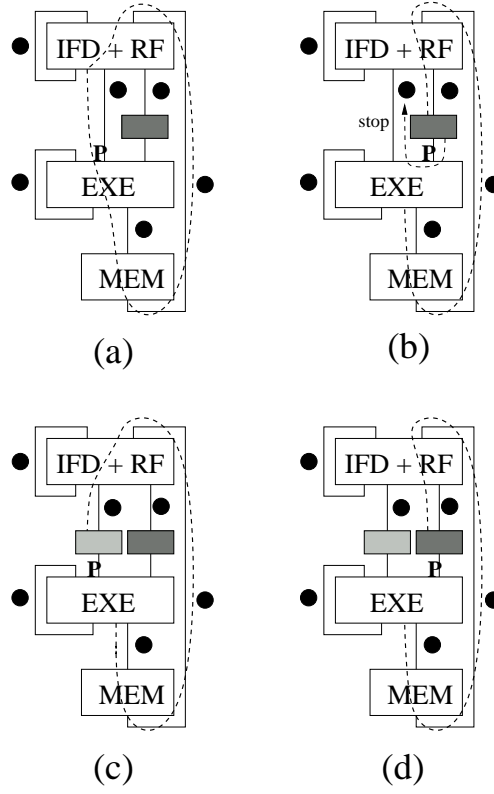 IFD + RF
P
EXE
MEM
(a)
IFD + RF
stop
P
EXE
MEM
(b)
IFD + RF
P
EXE
MEM
(c)
IFD + RF
P
EXE
MEM
(d)